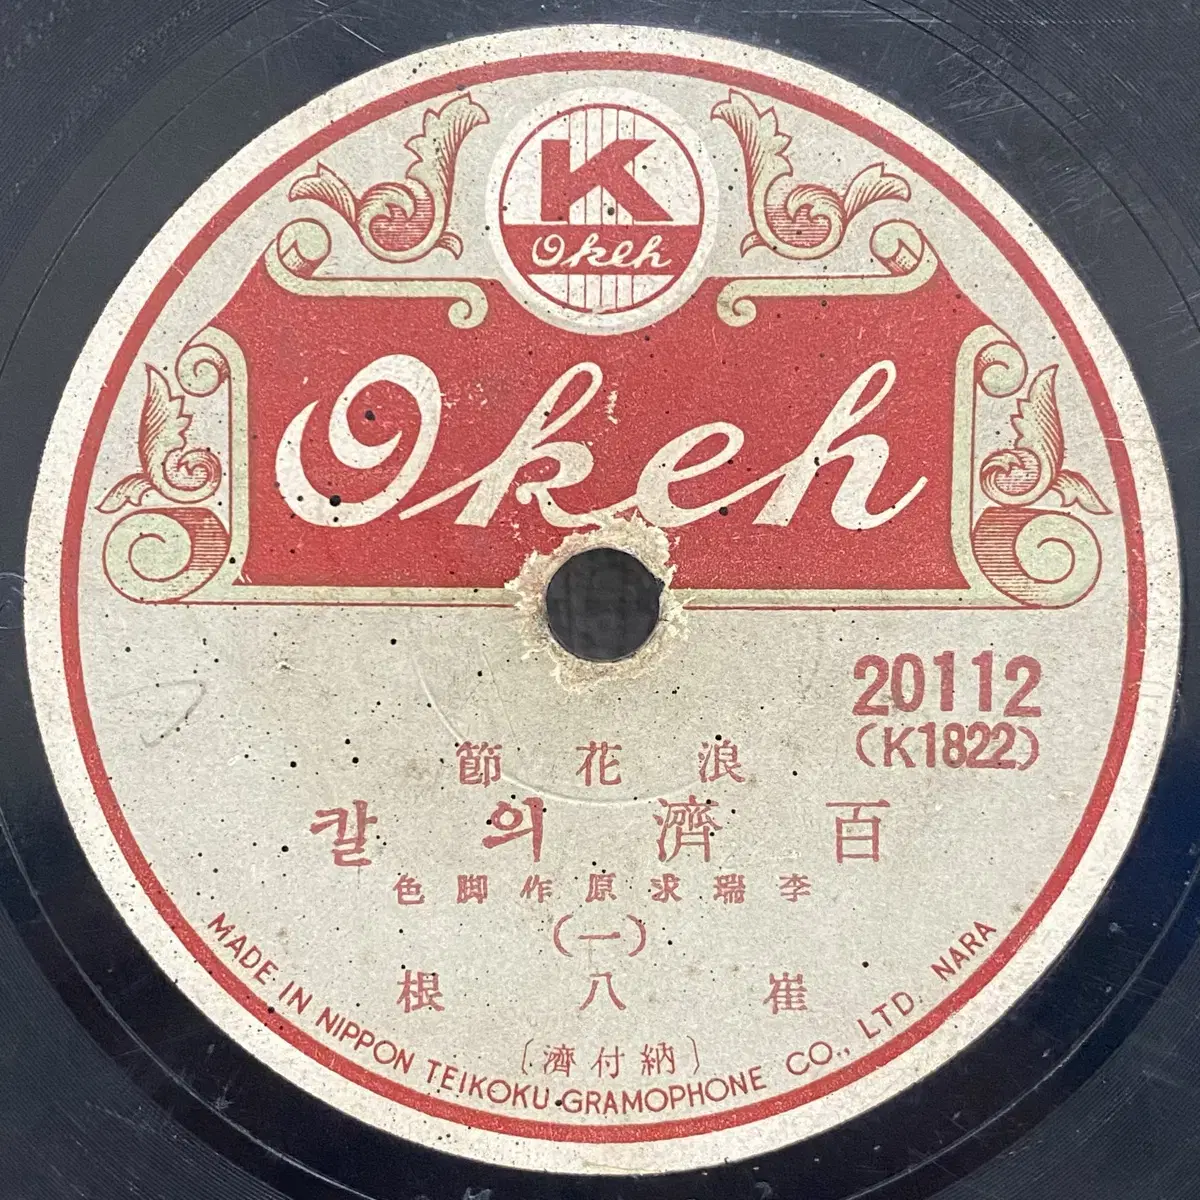 K
Okeh
Okeh
20112
(K1822)
浪花節
百濟의칼
李瑞求原作脚色
(一)
崔八根
〔納付濟〕
MADE IN NIPPON TEIKOKU GRAMOPHONE CO., LTD. NARA